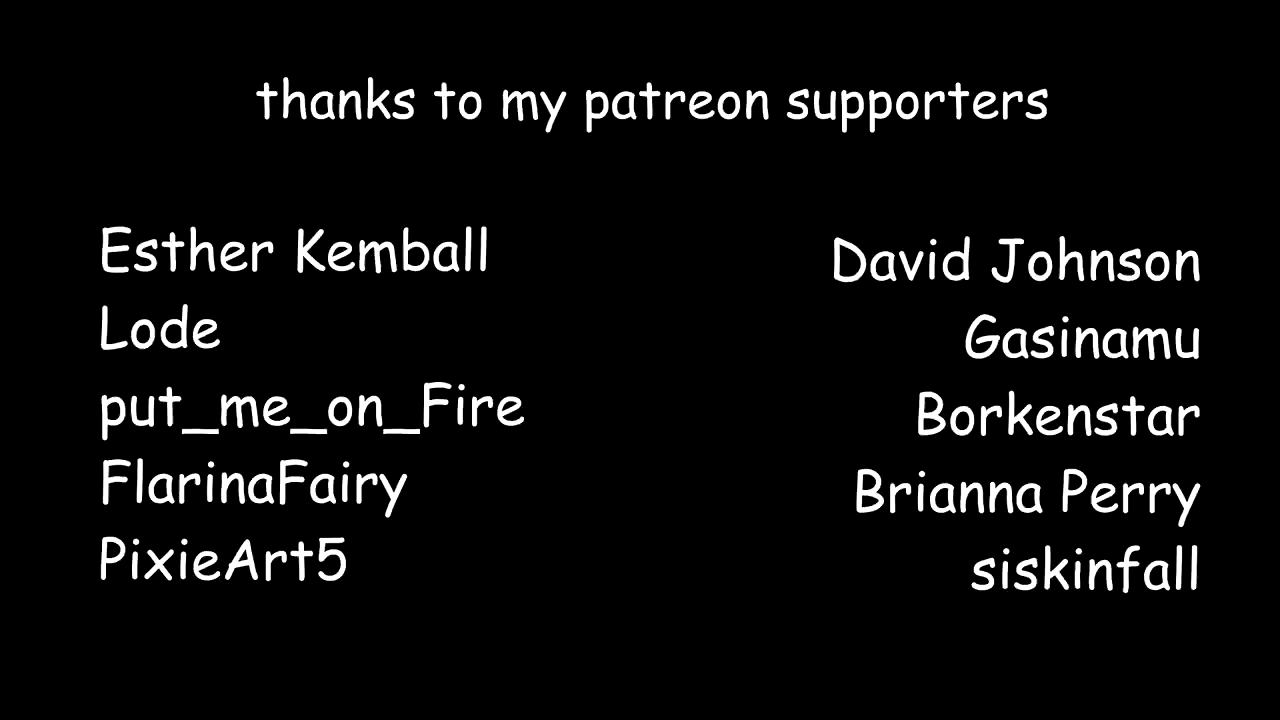 thanks to my patreon supporters
Esther Kemball
Lode
put_me_on_Fire
FlarinaFairy
PixieArt5
David Johnson
Gasinamu
Borkenstar
Brianna Perry
siskinfall